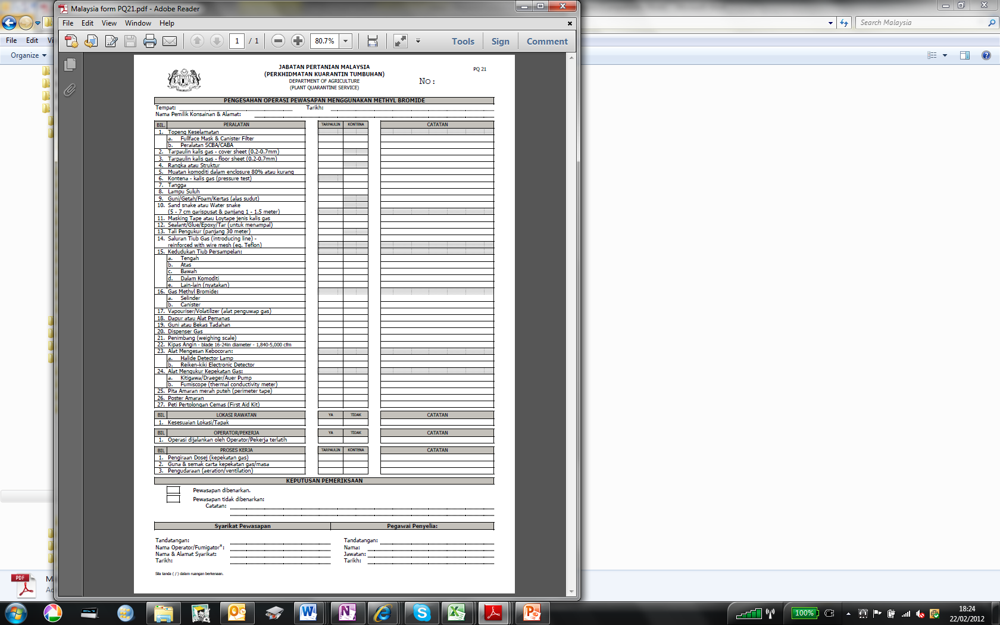 Malaysia form PQ21.pdf - Adobe Reader
File Edit View Window Help
Search Malaysia
File Edit Vi
1 / 1 80.7% Tools Sign Comment
Organize
JABATAN PERTANIAN MALAYSIA
(PERKHIDMATAN KUARANTIN TUMBUHAN)
DEPARTMENT OF AGRICULTURE
(PLANT QUARANTINE SERVICE)
PQ 21
No:
PENGESAHAN OPERASI PEWASAPAN MENGGUNAKAN METHYL BROMIDE
Tempat: Tarikh:
Nama Pemilik Konsainan & Alamat:
BIL. PERALATAN TARPAULIN KONTENA CATATAN
1. Topeng Keselamatan
a. Fullface Mask & Canister Filter
b. Peralatan SCBA/CABA
2. Tarpaulin kalis gas - cover sheet (0.2-0.7mm)
3. Tarpaulin kalis gas - floor sheet (0.2-0.7mm)
4. Rangka atau Struktur
5. Muatan komoditi dalam enclosure 80% atau kurang
6. Kontena - kalis gas (pressure test)
7. Tangga
8. Lampu Suluh
9. Guni/Getah/Foam/Kertas (alas sudut)
10. Sand snake atau Water snake
(5 - 7 cm garispusat & panjang 1 - 1.5 meter)
11. Masking Tape atau Loytape jenis kalis gas
12. Sealant/Glue/Epoxy/Tar (untuk menampal)
13. Tali Pengukur (panjang 30 meter)
14. Saluran Tiub Gas (introducing line) -
reinforced with wire mesh (eg. Teflon)
15. Kedudukan Tiub Persampelan:
a. Tengah
b. Atas
c. Bawah
d. Dalam Komoditi
e. Lain-lain (nyatakan)
16. Gas Methyl Bromide:
a. Selinder
b. Canister
17. Vapouriser/Volatilizer (alat penguwap gas)
18. Dapur atau Alat Pemanas
19. Guni atau Bekas Tadahan
20. Dispenser Gas
21. Penimbang (weighing scale)
22. Kipas Angin - blade 16-24in diameter - 1,840-5,000 cfm
23. Alat Mengesan Kebocoran:
a. Halide Detector Lamp
b. Reiken-kiki Electronic Detector
24. Alat Mengukur Kepekatan Gas:
a. Kitigawa/Draeger/Auer Pump
b. Fumiscope (thermal conductivity meter)
25. Pita Amaran merah puteh (perimeter tape)
26. Poster Amaran
27. Peti Pertolongan Cemas (First Aid Kit)
BIL LOKASI RAWATAN YA TIDAK CATATAN
1. Kesesuaian Lokasi/Tapak
BIL OPERATOR/PEKERJA YA TIDAK CATATAN
1. Operasi dijalankan oleh Operator/Pekerja terlatih
BIL PROSES KERJA TARPAULIN KONTENA CATATAN
1. Pengiraan Dosej (kepekatan gas)
2. Guna & semak carta kepekatan gas/masa
3. Pengudaraan (aeration/ventilation)
KEPUTUSAN PEMERIKSAAN
Pewasapan dibenarkan.
Pewasapan tidak dibenarkan:
Catatan:
Syarikat Pewasapan Pegawai Penyelia:
Tandatangan: Tandatangan:
Nama Operator/Fumigator*: Nama:
Nama & Alamat Syarikat: Jawatan:
Tarikh: Tarikh:
Sila tanda ( / ) dalam ruangan berkenaan.
PDF M
Ad
100% 18:24
22/02/2012